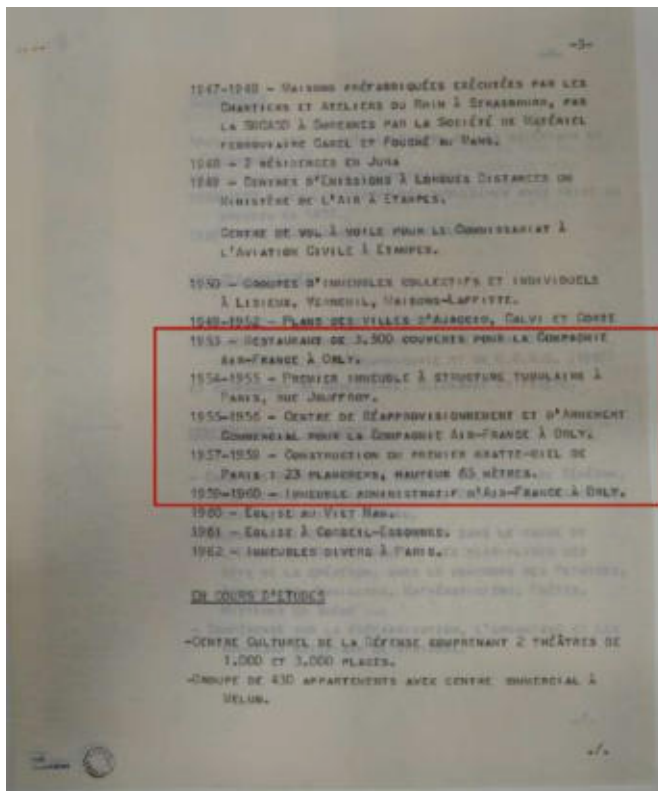 -3-
1947-1948 - MAISONS PRÉFABRIQUÉES EXÉCUTÉES PAR LES
CHANTIERS ET ATELIERS DU RHIN À STRASBOURG, PAR
LA SNCASO À SURESNES PAR LA SOCIÉTÉ DE MATÉRIEL
FERROVIAIRE CAREL ET FOUCHÉ AU MANS.
1948 - 2 RÉSIDENCES EN JURA
1949 - CENTRES D'EMISSIONS À LONGUES DISTANCES DU
MINISTÈRE DE L'AIR À ETAMPES.
CENTRE DE VOL À VOILE POUR LE COMMISSARIAT À
L'AVIATION CIVILE À ETAMPES.
1950 - GROUPES D'IMMEUBLES COLLECTIFS ET INDIVIDUELS
À LISIEUX, VERNEUIL, MAISONS-LAFFITTE.
1949-1952 - PLANS DES VILLES D'AJACCIO, CALVI ET CORTE
1953 - RESTAURANT DE 3.500 COUVERTS POUR LA COMPAGNIE
AIR-FRANCE À ORLY.
1954-1955 - PREMIER IMMEUBLE À STRUCTURE TUBULAIRE À
PARIS, RUE JOUFFROY.
1955-1956 - CENTRE DE RÉAPPROVISIONNEMENT ET D'ARMEMENT
COMMERCIAL POUR LA COMPAGNIE AIR-FRANCE À ORLY.
1957-1958 - CONSTRUCTION DU PREMIER GRATTE-CIEL DE
PARIS : 23 PLANCHERS, HAUTEUR 65 MÈTRES.
1959-1960 - IMMEUBLE ADMINISTRATIF D'AIR-FRANCE À ORLY.
1960 - EGLISE AU VIET NAM.
1961 - EGLISE À CORBEIL-ESSONNES.
1962 - IMMEUBLES DIVERS À PARIS.
EN COURS D'ETUDES
-CENTRE CULTUREL DE LA DÉFENSE COMPRENANT 2 THÉÂTRES DE
1.000 ET 3.000 PLACES.
-GROUPE DE 430 APPARTEMENTS AVEC CENTRE COMMERCIAL À
MELUN.
./.